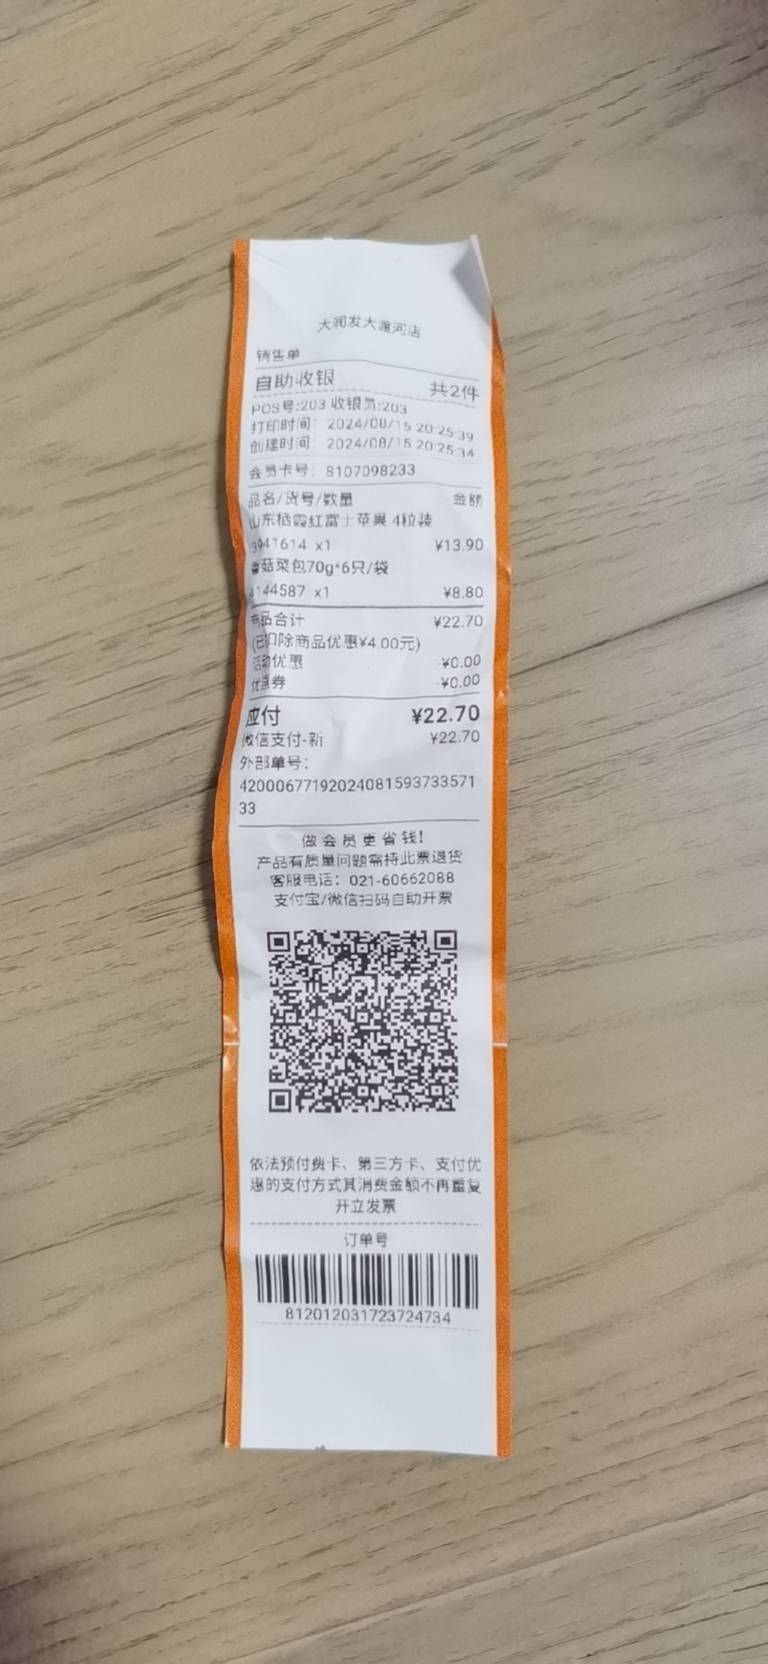 大润发大渡河店
销售单
自助收银 共2件
POS号:203 收银员:203
打印时间: 2024/08/15 20:25:39
创建时间: 2024/08/15 20:25:34
会员卡号: 8107098233
品名/货号/数量 金额
山东栖霞红富士苹果 4粒装
3941614 x1 ¥13.90
蘑菇菜包70g*6只/袋
4144587 x1 ¥8.80
商品合计 ¥22.70
(已扣除商品优惠¥4.00元)
活动优惠 -¥0.00
优惠券 -¥0.00
应付 ¥22.70
微信支付-新 ¥22.70
外部单号:
42000677192024081593733571
33
做会员更省钱!
产品有质量问题需持此票退货
客服电话: 021-60662088
支付宝/微信扫码自助开票
依法预付费卡、第三方卡、支付优
惠的支付方式其消费金额不再重复
开立发票
订单号
812012031723724734